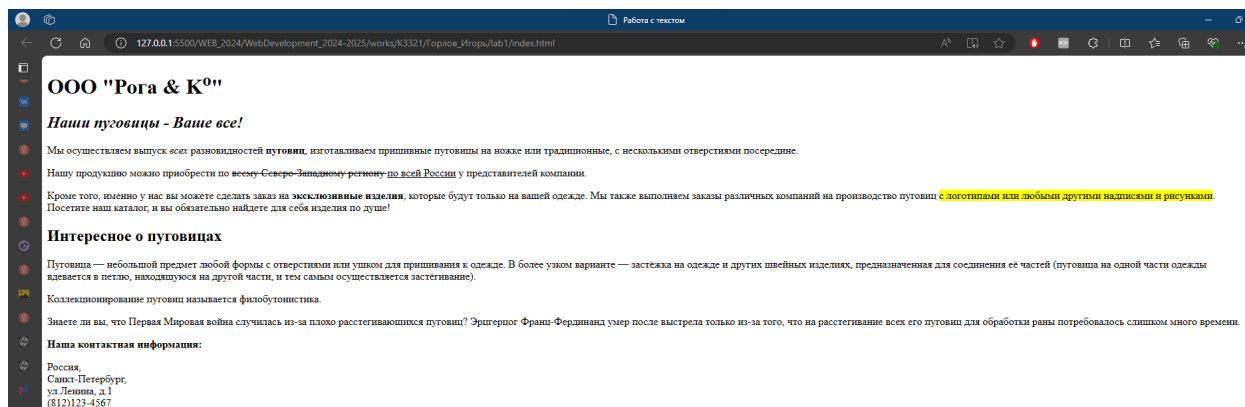 Работа с текстом
127.0.0.1:5500/WEB_2024/WebDevelopment_2024-2025/works/K3321/Горлов_Игорь/lab1/index.html
ООО "Рога & Kº"
Наши пуговицы - Ваше все!
Мы осуществляем выпуск всех разновидностей пуговиц, изготавливаем пришивные пуговицы на ножке или традиционные, с несколькими отверстиями посередине.
Нашу продукцию можно приобрести по всему Северо-Западному региону по всей России у представителей компании.
Кроме того, именно у нас вы можете сделать заказ на эксклюзивные изделия, которые будут только на вашей одежде. Мы также выполняем заказы различных компаний на производство пуговиц с логотипами или любыми другими надписями и рисунками.
Посетите наш каталог, и вы обязательно найдете для себя изделия по душе!
Интересное о пуговицах
Пуговица — небольшой предмет любой формы с отверстиями или ушком для пришивания к одежде. В более узком варианте — застёжка на одежде и других швейных изделиях, предназначенная для соединения её частей (пуговица на одной части одежды
вдевается в петлю, находящуюся на другой части, и тем самым осуществляется застёгивание).
Коллекционирование пуговиц называется филобутонистика.
Знаете ли вы, что Первая Мировая война случилась из-за плохо расстегивающихся пуговиц? Эрцгерцог Франц-Фердинанд умер после выстрела только из-за того, что на расстегивание всех его пуговиц для обработки раны потребовалось слишком много времени.
Наша контактная информация:
Россия,
Санкт-Петербург,
ул.Ленина, д.1
(812)123-4567